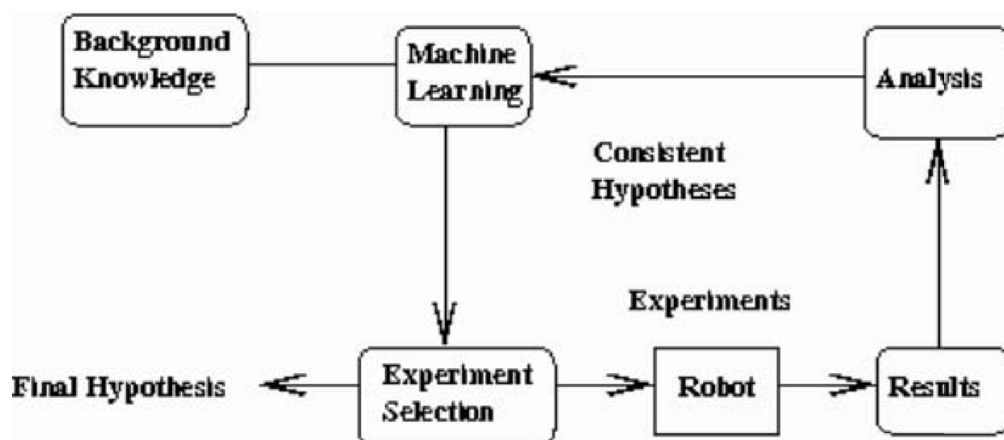 Background
Knowledge
Machine
Learning
Analysis
Consistent
Hypotheses
Experiments
Final Hypothesis
Experiment
Selection
Robot
Results